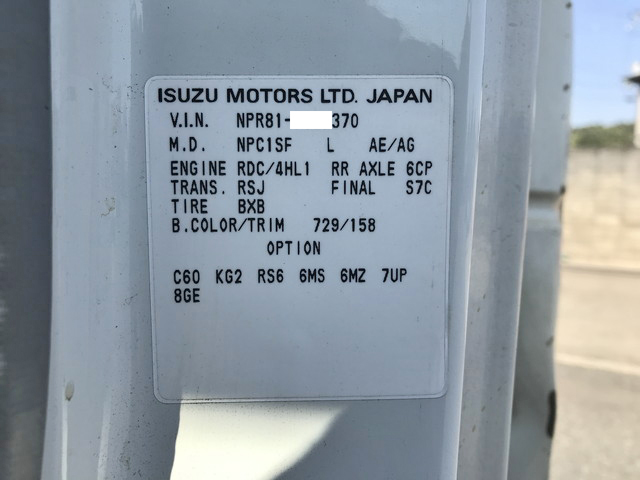 ISUZU MOTORS LTD. JAPAN
V.I.N. NPR81- 370
M.D. NPC1SF L AE/AG
ENGINE RDC/4HL1 RR AXLE 6CP
TRANS. RSJ FINAL S7C
TIRE BXB
B.COLOR/TRIM 729/158
OPTION
C60 KG2 RS6 6MS 6MZ 7UP
8GE